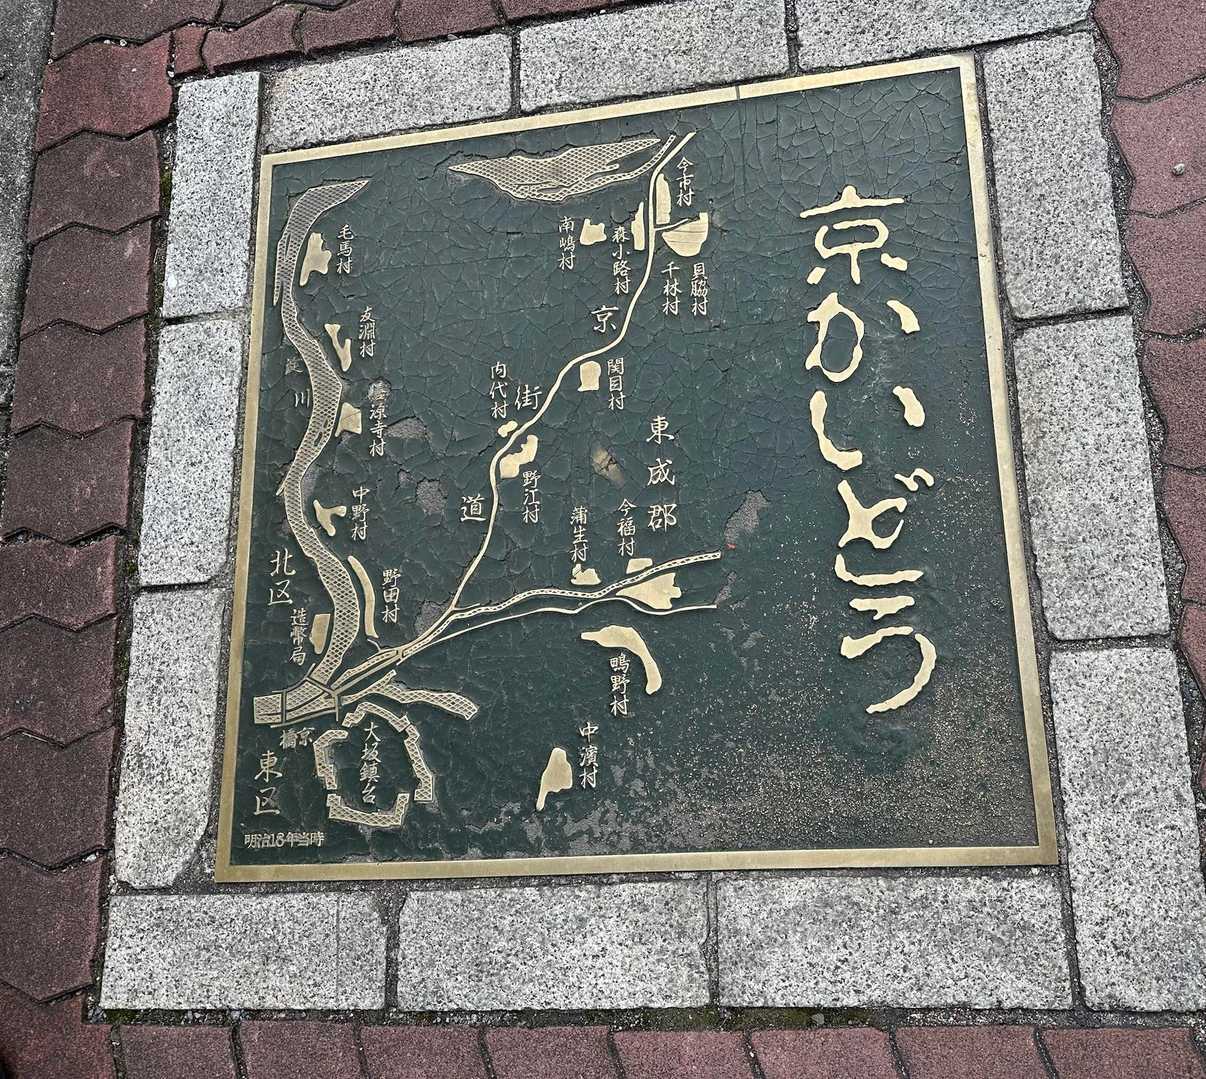 京かいどう
今市村
貝脇村
千林村
森小路村
南嶋村
毛馬村
友渕村
淀川
京街道
関目村
内代村
野江村
東成郡
今福村
蒲生村
中野村
野田村
北区
造幣局
鴫野村
中濱村
京橋
大坂鎮台
東区
明治18年当時